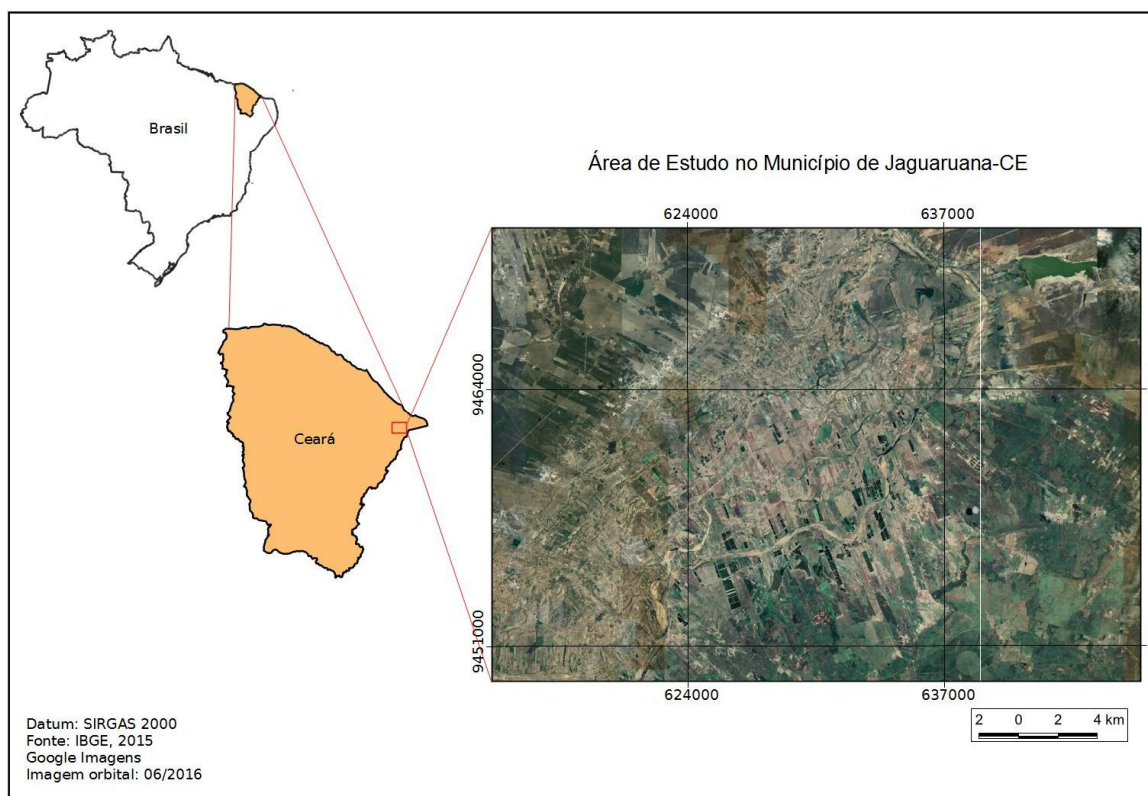 Brasil
Área de Estudo no Município de Jaguaruana-CE
624000
637000
9464000
Ceará
9451000
624000
637000
2 0 2 4 km
Datum: SIRGAS 2000
Fonte: IBGE, 2015
Google Imagens
Imagem orbital: 06/2016